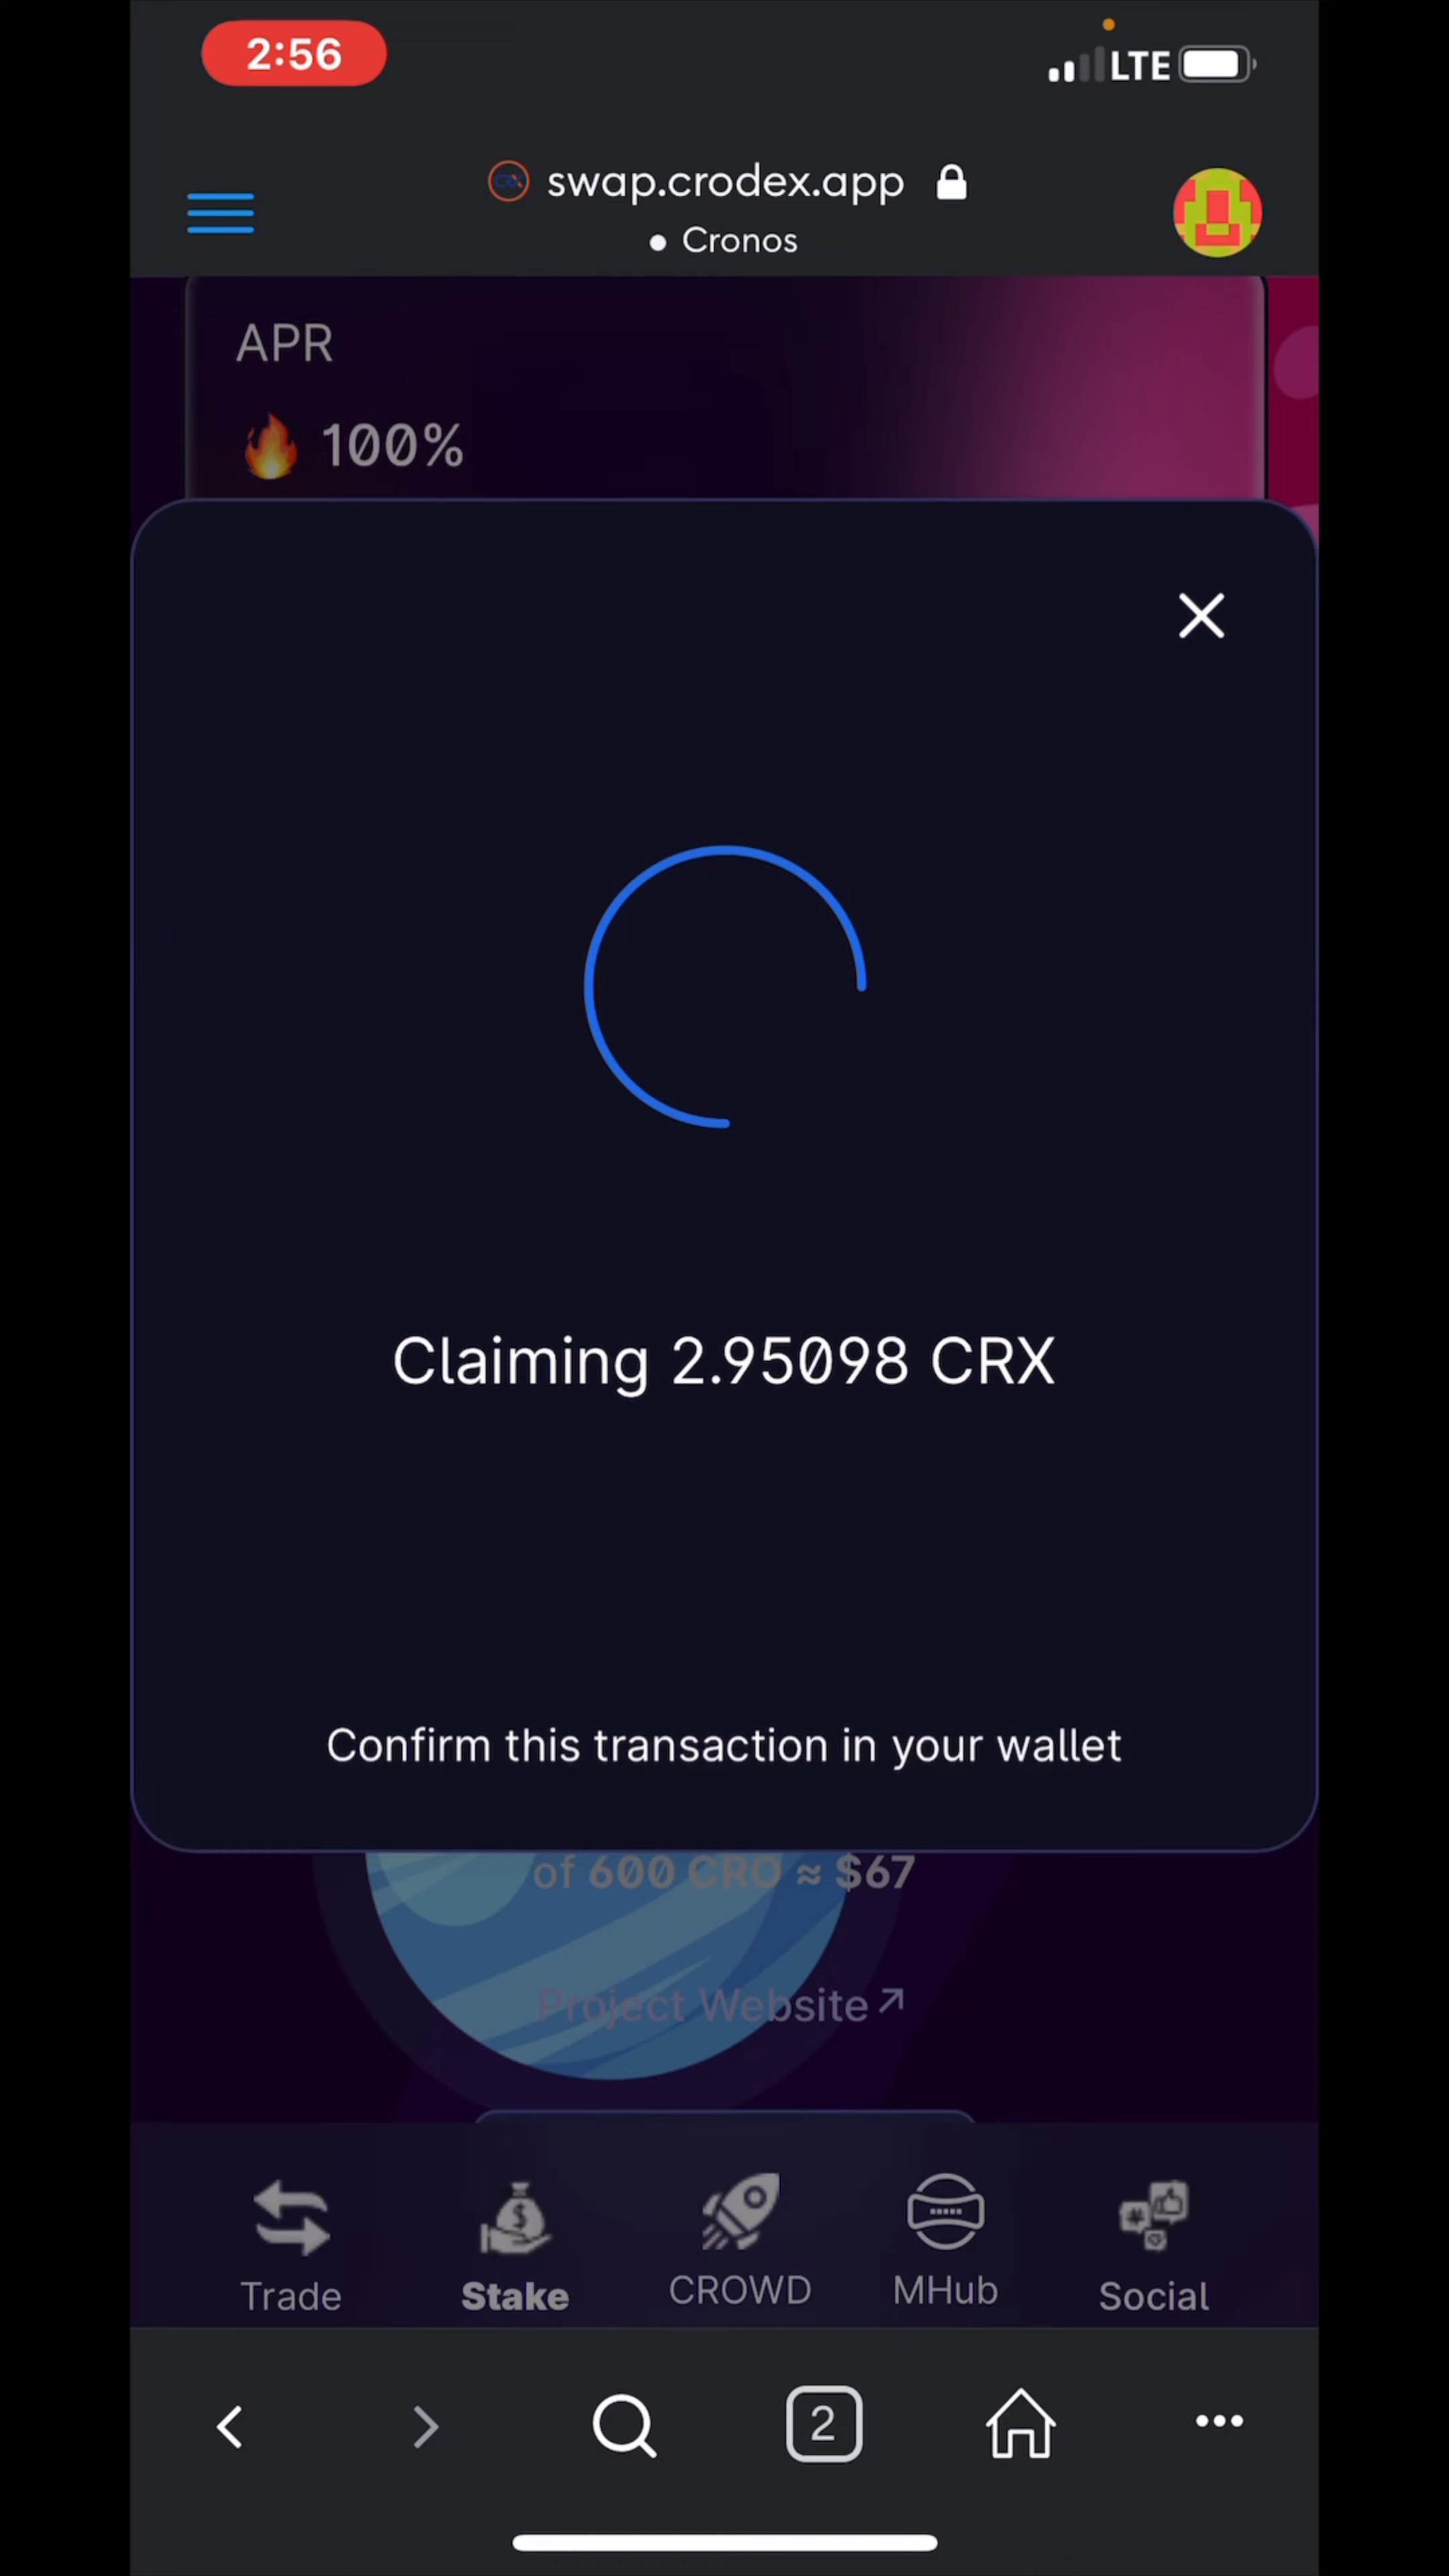 2:56
LTE
swap.crodex.app
Cronos
APR
🔥 100%
Claiming 2.95098 CRX
Confirm this transaction in your wallet
of 600 CRO ≈ $67
Project Website↗
Trade Stake CROWD MHub Social
2